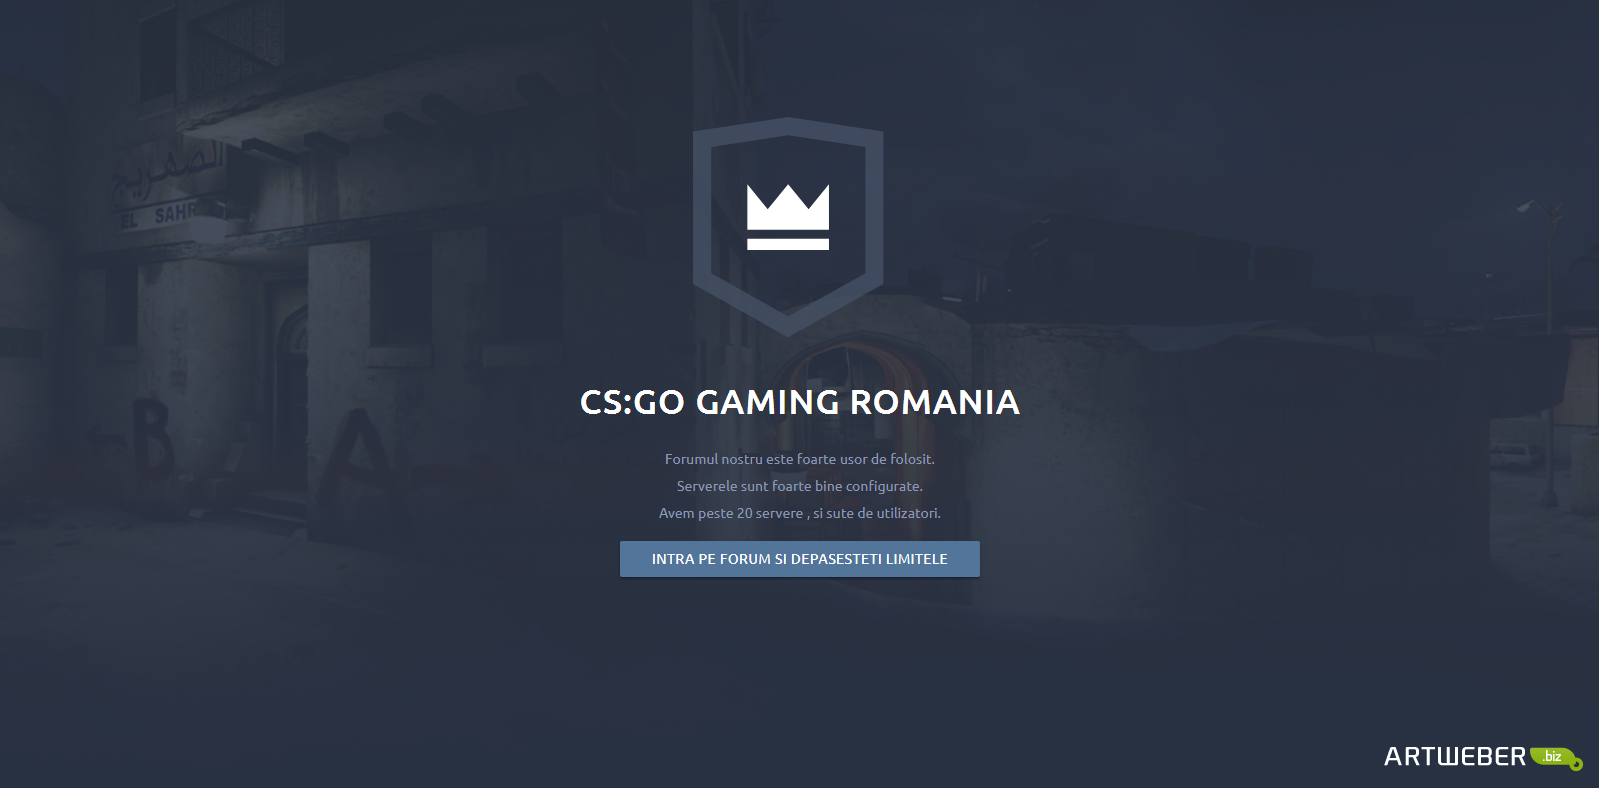 الصفريج
EL SAHR
CS:GO GAMING ROMANIA
Forumul nostru este foarte usor de folosit.
Serverele sunt foarte bine configurate.
Avem peste 20 servere , si sute de utilizatori.
INTRA PE FORUM SI DEPASESTETI LIMITELE
B A
ARTWEBER .biz